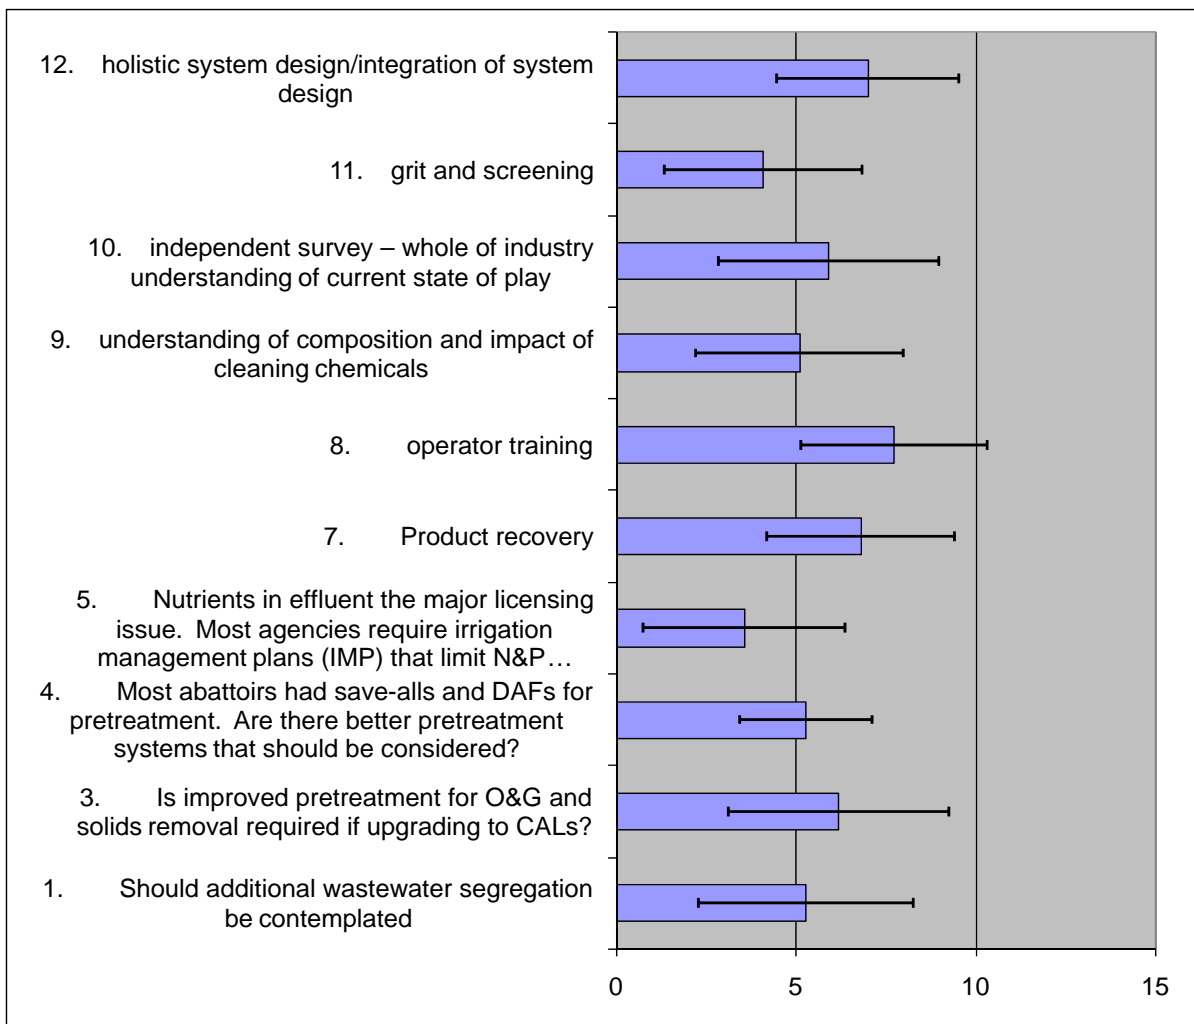 12. holistic system design/integration of system
design
11. grit and screening
10. independent survey – whole of industry
understanding of current state of play
9. understanding of composition and impact of
cleaning chemicals
8. operator training
7. Product recovery
5. Nutrients in effluent the major licensing
issue. Most agencies require irrigation
management plans (IMP) that limit N&P…
4. Most abattoirs had save-alls and DAFs for
pretreatment. Are there better pretreatment
systems that should be considered?
3. Is improved pretreatment for O&G and
solids removal required if upgrading to CALs?
1. Should additional wastewater segregation
be contemplated
0 5 10 15